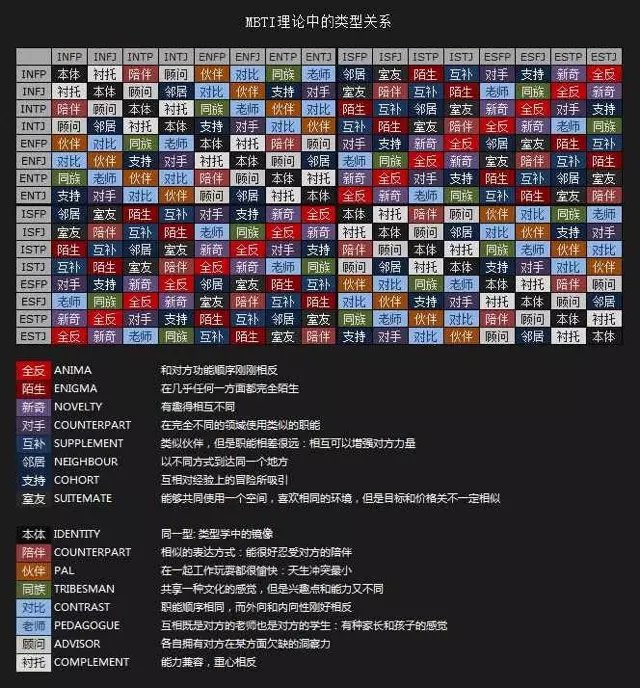 MBTI理论中的类型关系
INFP INFJ INTP INTJ ENFP ENFJ ENTP ENTJ ISFP ISFJ ISTP ISTJ ESFP ESFJ ESTP ESTJ
INFP 本体 衬托 陪伴 顾问 伙伴 对比 同族 老师 邻居 室友 陌生 互补 对手 支持 新奇 全反
INFJ 衬托 本体 顾问 邻居 对比 伙伴 支持 对手 室友 陪伴 互补 陌生 老师 同族 全反 新奇
INTP 陪伴 顾问 本体 衬托 同族 老师 伙伴 对比 陌生 互补 邻居 室友 新奇 全反 对手 支持
INTJ 顾问 邻居 衬托 本体 支持 对手 对比 伙伴 互补 陌生 室友 陪伴 全反 新奇 老师 同族
ENFP 伙伴 对比 同族 支持 本体 衬托 陪伴 顾问 对手 支持 新奇 全反 邻居 室友 陌生 互补
ENFJ 对比 伙伴 支持 对手 衬托 本体 顾问 邻居 老师 同族 全反 新奇 室友 陪伴 互补 陌生
ENTP 同族 老师 伙伴 对比 陪伴 顾问 本体 衬托 新奇 全反 对手 支持 陌生 互补 邻居 室友
ENTJ 支持 对手 对比 伙伴 顾问 邻居 衬托 本体 全反 新奇 老师 同族 互补 陌生 室友 陪伴
ISFP 邻居 室友 陌生 互补 对手 支持 新奇 全反 本体 衬托 陪伴 顾问 伙伴 对比 同族 老师
ISFJ 室友 陪伴 互补 陌生 老师 同族 全反 新奇 衬托 本体 顾问 邻居 对比 伙伴 支持 对手
ISTP 陌生 互补 邻居 室友 新奇 全反 对手 支持 陪伴 顾问 本体 衬托 同族 支持 伙伴 对比
ISTJ 互补 陌生 室友 陪伴 全反 新奇 老师 同族 顾问 邻居 衬托 本体 支持 对手 对比 伙伴
ESFP 对手 支持 新奇 全反 邻居 室友 陌生 互补 伙伴 对比 同族 老师 本体 衬托 陪伴 顾问
ESFJ 老师 同族 全反 新奇 室友 陪伴 互补 陌生 对比 伙伴 支持 对手 衬托 本体 顾问 邻居
ESTP 新奇 全反 对手 支持 陌生 互补 邻居 室友 同族 支持 伙伴 对比 陪伴 顾问 本体 衬托
ESTJ 全反 新奇 老师 同族 互补 陌生 室友 陪伴 老师 对手 对比 伙伴 顾问 邻居 衬托 本体
全反 ANIMA 和对方功能顺序刚刚相反
陌生 ENIGMA 在几乎任何一方面都完全陌生
新奇 NOVELTY 有趣得相互不同
对手 COUNTERPART 在完全不同的领域使用类似的职能
互补 SUPPLEMENT 类似伙伴，但是职能相差很远：相互可以增强对方力量
邻居 NEIGHBOUR 以不同方式到达同一个地方
支持 COHORT 互相对经验上的冒险所吸引
室友 SUITEMATE 能够共同使用一个空间，喜欢相同的环境，但是目标和价格关不一定相似
本体 IDENTITY 同一型: 类型学中的镜像
陪伴 COUNTERPART 相似的表达方式：能很好忍受对方的陪伴
伙伴 PAL 在一起工作玩耍都很愉快：天生冲突量小
同族 TRIBESMAN 共享一种文化的感觉，但是兴趣点和能力又不同
对比 CONTRAST 职能顺序相同，而外向和内向性刚好相反
老师 PEDAGOGUE 互相既是对方的老师也是对方的学生：有种家长和孩子的感觉
顾问 ADVISOR 各自拥有对方在某方面欠缺的洞察力
衬托 COMPLEMENT 能力兼容，重心相反